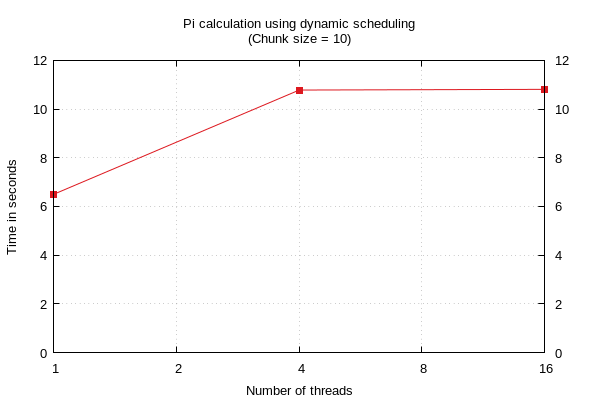 Pi calculation using dynamic scheduling
(Chunk size = 10)
12 12
10 10
8 8
6 6
4 4
2 2
0 0
Time in seconds
1 2 4 8 16
Number of threads